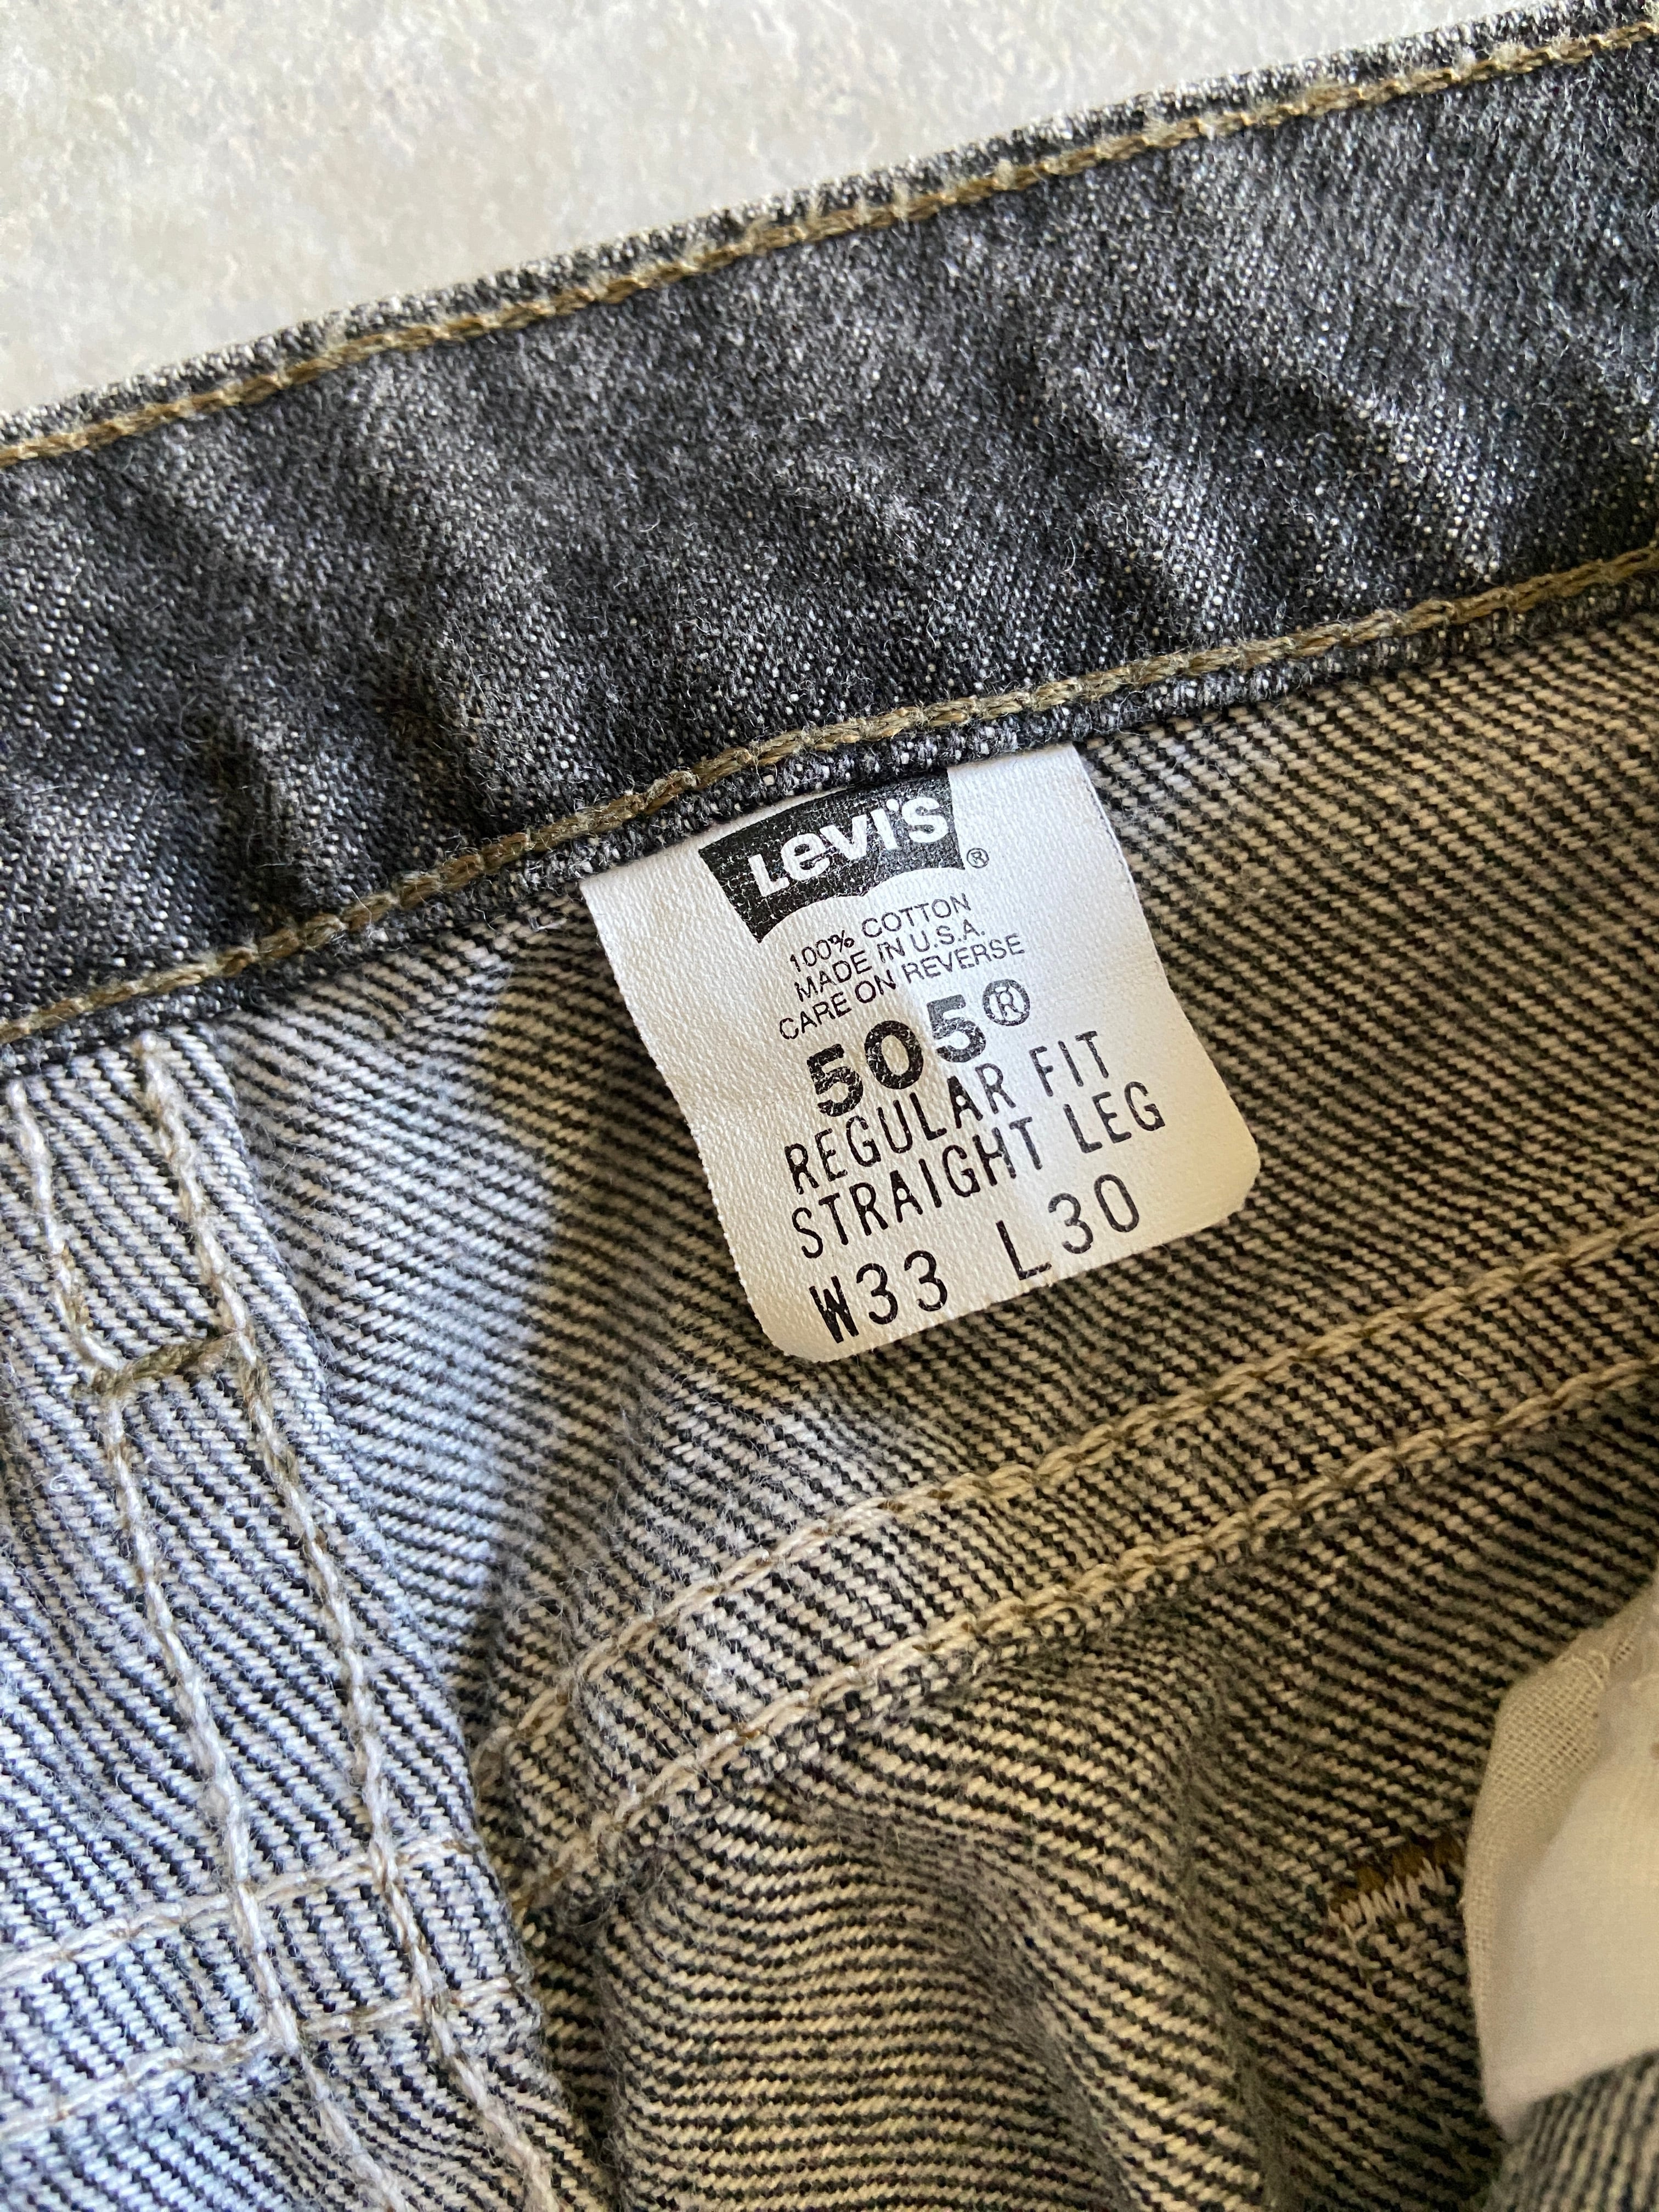 Levi's®
100% COTTON
MADE IN U.S.A.
CARE ON REVERSE
505®
REGULAR FIT
STRAIGHT LEG
W33 L30